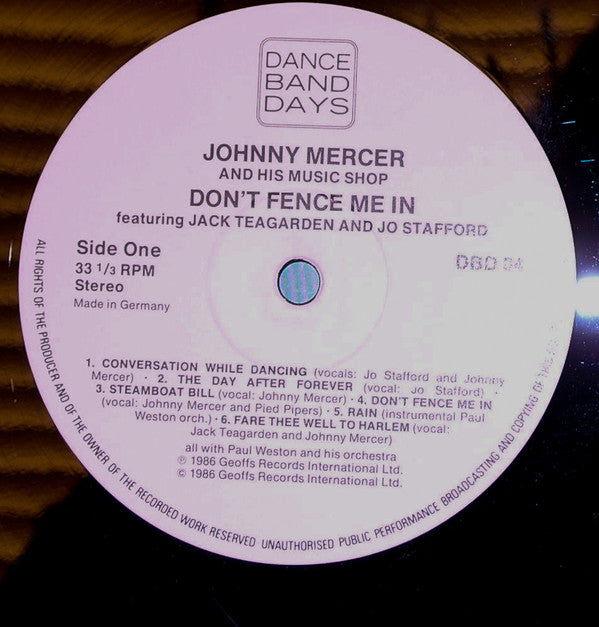 DANCE
BAND
DAYS
JOHNNY MERCER
AND HIS MUSIC SHOP
DON'T FENCE ME IN
featuring JACK TEAGARDEN AND JO STAFFORD
Side One
33 1/3 RPM
Stereo
Made in Germany
DBD 04
1. CONVERSATION WHILE DANCING (vocals: Jo Stafford and Johnny
Mercer) · 2. THE DAY AFTER FOREVER (vocal: Jo Stafford) ·
3. STEAMBOAT BILL (vocal: Johnny Mercer) · 4. DON'T FENCE ME IN
(vocal: Johnny Mercer and Pied Pipers) · 5. RAIN (instrumental Paul
Weston orch.) · 6. FARE THEE WELL TO HARLEM (vocal:
Jack Teagarden and Johnny Mercer)
all with Paul Weston and his orchestra
℗ 1986 Geoffs Records International Ltd.
© 1986 Geoffs Records International Ltd.
ALL RIGHTS OF THE PRODUCER AND OF THE OWNER OF THE RECORDED WORK RESERVED UNAUTHORISED PUBLIC PERFORMANCE BROADCASTING AND COPYING OF THIS